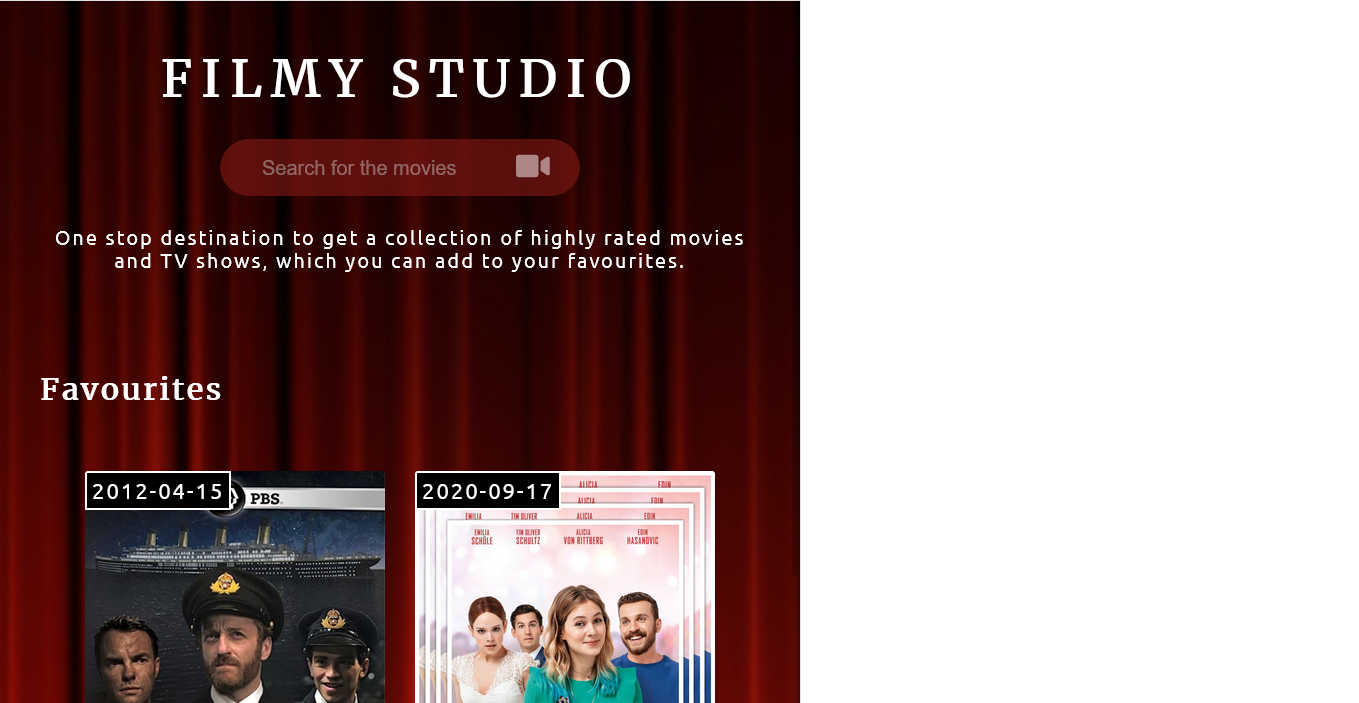 FILMY STUDIO
Search for the movies
One stop destination to get a collection of highly rated movies
and TV shows, which you can add to your favourites.
Favourites
2012-04-15
PBS.
2020-09-17
ALICIA EDIN
ALICIA EDIN
EMILIA TIM OLIVER ALICIA EDIN
EMILIA TIM OLIVER ALICIA EDIN
SCHÜLE SCHULTZ VON RITTBERG HASANOVIC